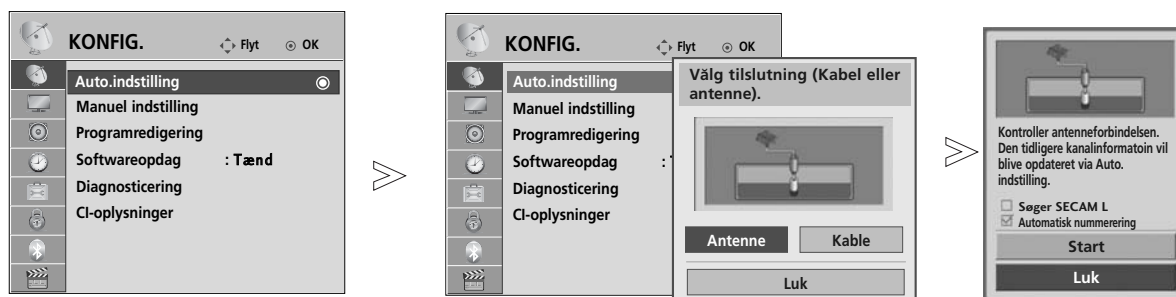 KONFIG.
Flyt
OK
Auto.indstilling
Manuel indstilling
Programredigering
Softwareopdag : Tænd
Diagnosticering
CI-oplysninger
KONFIG.
Flyt
OK
Auto.indstilling
Manuel indstilling
Programredigering
Softwareopdag :
Diagnosticering
CI-oplysninger
Välg tilslutning (Kabel eller
antenne).
Antenne
Kable
Luk
Kontroller antenneforbindelsen.
Den tidligere kanalinformatoin vil
blive opdateret via Auto.
indstilling.
Søger SECAM L
Automatisk nummerering
Start
Luk